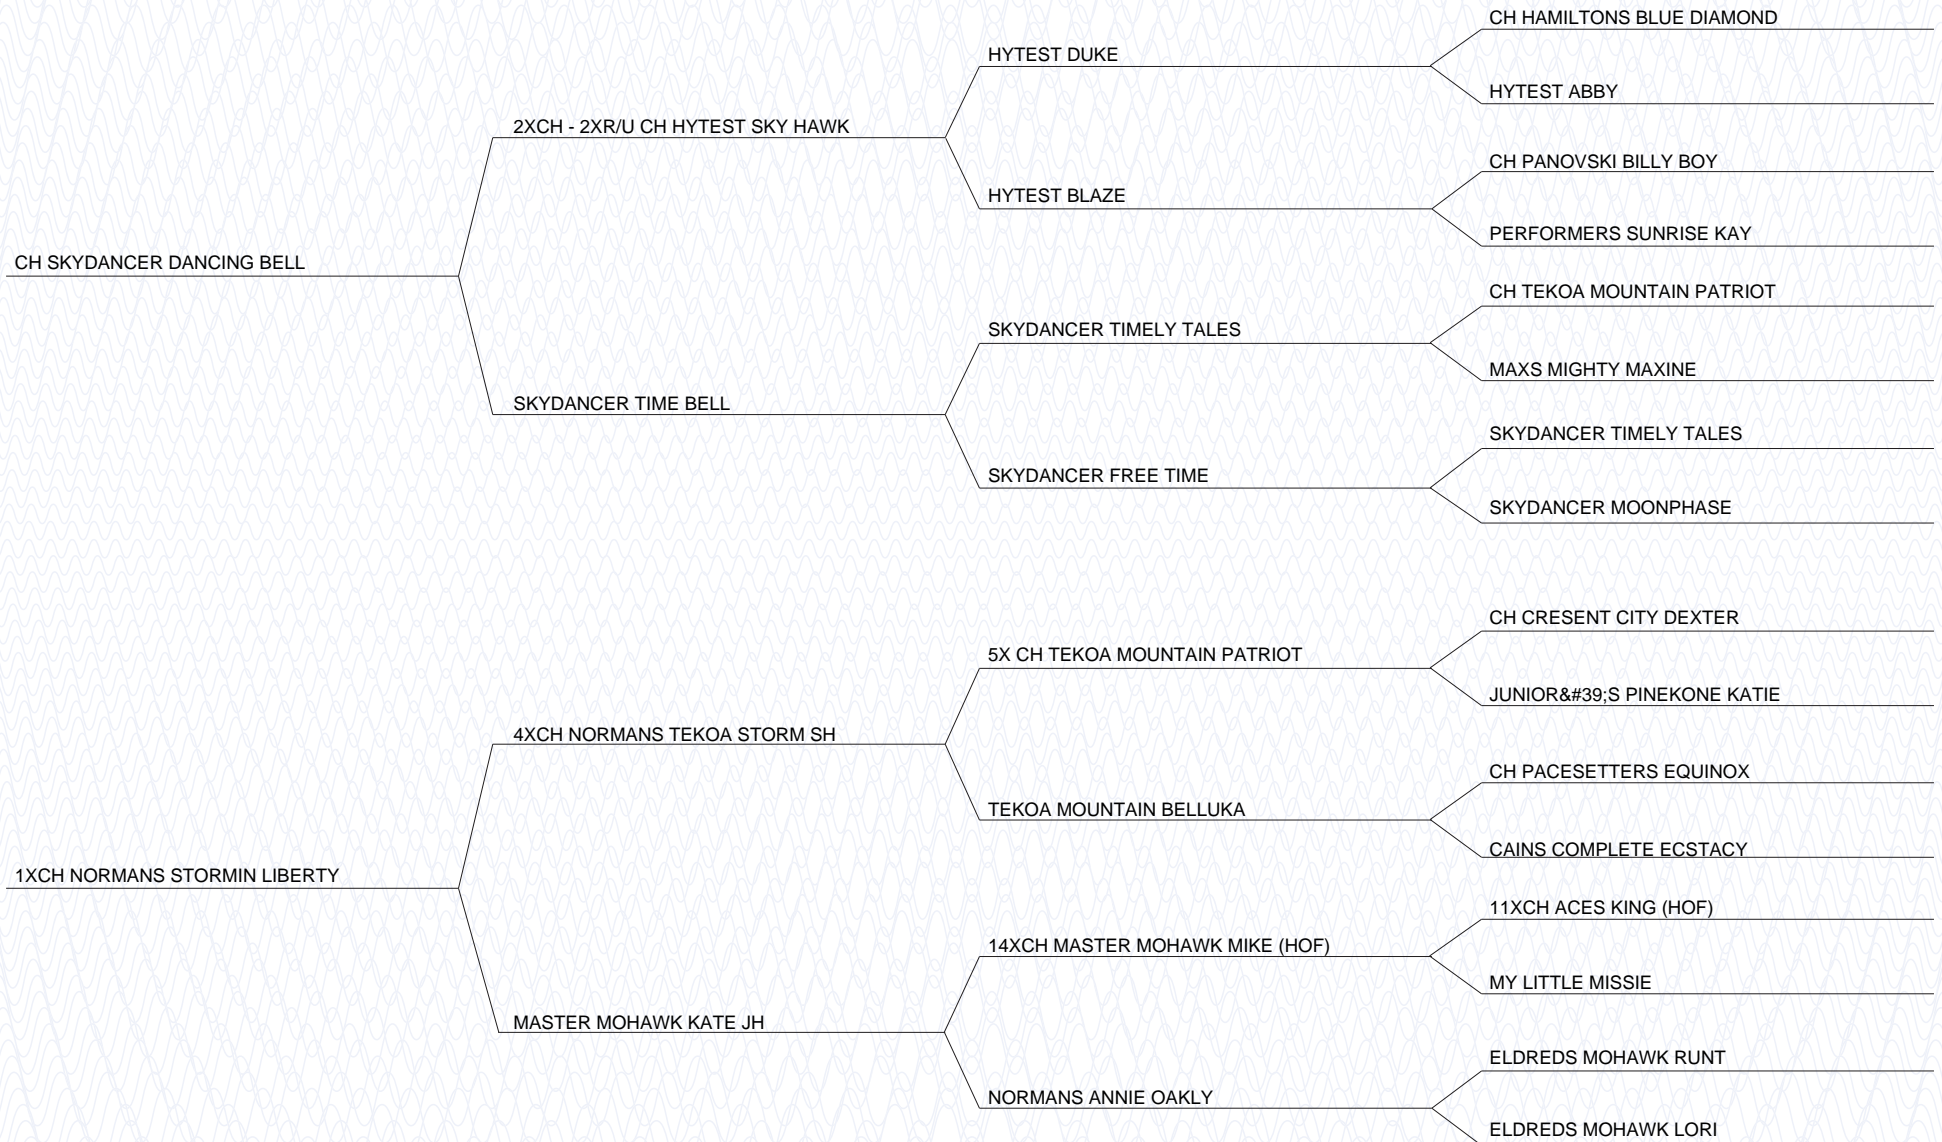 CH HAMILTONS BLUE DIAMOND
HYTEST DUKE
HYTEST ABBY
2XCH - 2XR/U CH HYTEST SKY HAWK
CH PANOVSKI BILLY BOY
HYTEST BLAZE
PERFORMERS SUNRISE KAY
CH SKYDANCER DANCING BELL
CH TEKOA MOUNTAIN PATRIOT
SKYDANCER TIMELY TALES
MAXS MIGHTY MAXINE
SKYDANCER TIME BELL
SKYDANCER TIMELY TALES
SKYDANCER FREE TIME
SKYDANCER MOONPHASE
CH CRESENT CITY DEXTER
5X CH TEKOA MOUNTAIN PATRIOT
JUNIOR&#39;S PINEKONE KATIE
4XCH NORMANS TEKOA STORM SH
CH PACESETTERS EQUINOX
TEKOA MOUNTAIN BELLUKA
CAINS COMPLETE ECSTACY
1XCH NORMANS STORMIN LIBERTY
11XCH ACES KING (HOF)
14XCH MASTER MOHAWK MIKE (HOF)
MY LITTLE MISSIE
MASTER MOHAWK KATE JH
ELDREDS MOHAWK RUNT
NORMANS ANNIE OAKLY
ELDREDS MOHAWK LORI